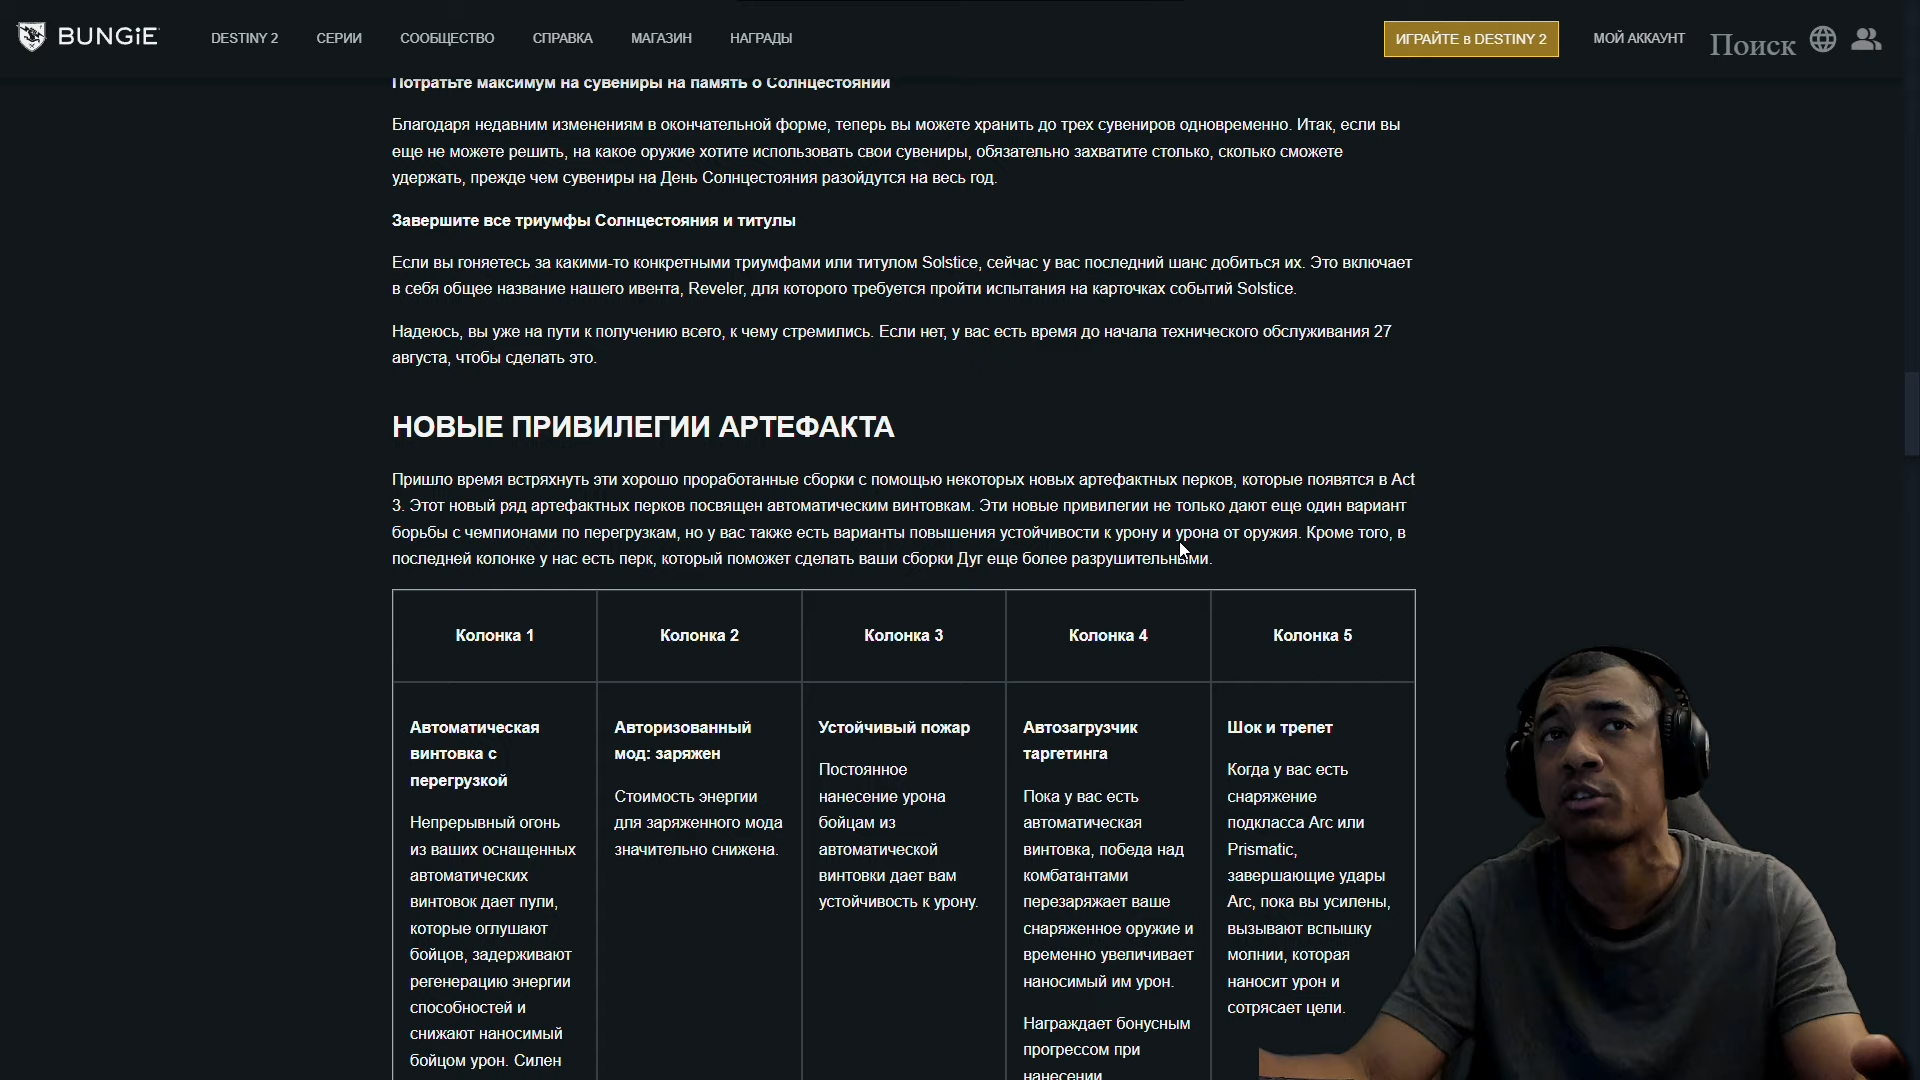 BUNGiE
DESTINY 2
СЕРИИ
СООБЩЕСТВО
СПРАВКА
МАГАЗИН
НАГРАДЫ
ИГРАЙТЕ в DESTINY 2
МОЙ АККАУНТ
Поиск
Потратьте максимум на сувениры на память о Солнцестоянии
Благодаря недавним изменениям в окончательной форме, теперь вы можете хранить до трех сувениров одновременно. Итак, если вы
еще не можете решить, на какое оружие хотите использовать свои сувениры, обязательно захватите столько, сколько сможете
удержать, прежде чем сувениры на День Солнцестояния разойдутся на весь год.
Завершите все триумфы Солнцестояния и титулы
Если вы гоняетесь за какими-то конкретными триумфами или титулом Solstice, сейчас у вас последний шанс добиться их. Это включает
в себя общее название нашего ивента, Reveler, для которого требуется пройти испытания на карточках событий Solstice.
Надеюсь, вы уже на пути к получению всего, к чему стремились. Если нет, у вас есть время до начала технического обслуживания 27
августа, чтобы сделать это.
НОВЫЕ ПРИВИЛЕГИИ АРТЕФАКТА
Пришло время встряхнуть эти хорошо проработанные сборки с помощью некоторых новых артефактных перков, которые появятся в Act
3. Этот новый ряд артефактных перков посвящен автоматическим винтовкам. Эти новые привилегии не только дают еще один вариант
борьбы с чемпионами по перегрузкам, но у вас также есть варианты повышения устойчивости к урону и урона от оружия. Кроме того, в
последней колонке у нас есть перк, который поможет сделать ваши сборки Дуг еще более разрушительными.
Колонка 1
Колонка 2
Колонка 3
Колонка 4
Колонка 5
Автоматическая
винтовка с
перегрузкой
Непрерывный огонь
из ваших оснащенных
автоматических
винтовок дает пули,
которые оглушают
бойцов, задерживают
регенерацию энергии
способностей и
снижают наносимый
бойцом урон. Силен
Авторизованный
мод: заряжен
Стоимость энергии
для заряженного мода
значительно снижена.
Устойчивый пожар
Постоянное
нанесение урона
бойцам из
автоматической
винтовки дает вам
устойчивость к урону.
Автозагрузчик
таргетинга
Пока у вас есть
автоматическая
винтовка, победа над
комбатантами
перезаряжает ваше
снаряженное оружие и
временно увеличивает
наносимый им урон.
Награждает бонусным
прогрессом при
нанесении
Шок и трепет
Когда у вас есть
снаряжение
подкласса Arc или
Prismatic,
завершающие удары
Arc, пока вы усилены,
вызывают вспышку
молнии, которая
наносит урон и
сотрясает цели.